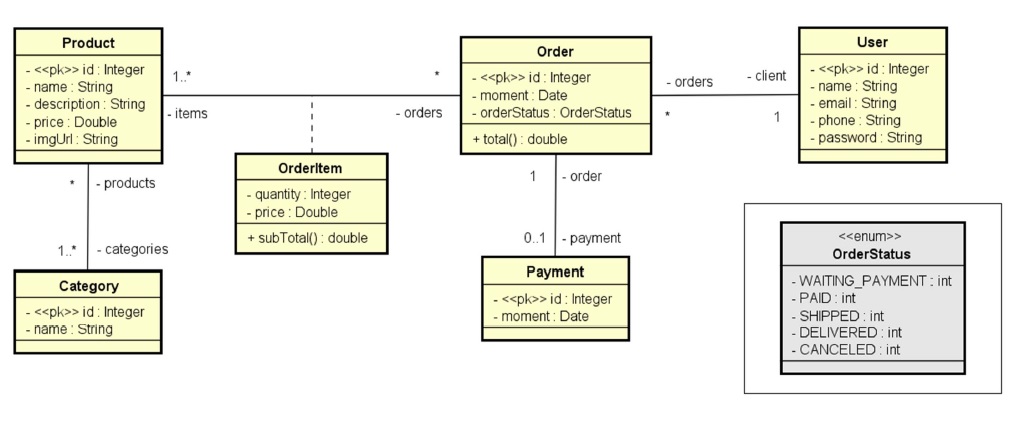 Product
- <<pk>> id : Integer
- name : String
- description : String
- price : Double
- imgUrl : String
1..*
- items
*
- orders
OrderItem
- quantity : Integer
- price : Double
+ subTotal() : double
Order
- <<pk>> id : Integer
- moment : Date
- orderStatus : OrderStatus
+ total() : double
- orders
*
- client
1
User
- <<pk>> id : Integer
- name : String
- email : String
- phone : String
- password : String
* - products
1..* - categories
Category
- <<pk>> id : Integer
- name : String
1 - order
0..1 - payment
Payment
- <<pk>> id : Integer
- moment : Date
<<enum>>
OrderStatus
- WAITING_PAYMENT : int
- PAID : int
- SHIPPED : int
- DELIVERED : int
- CANCELED : int